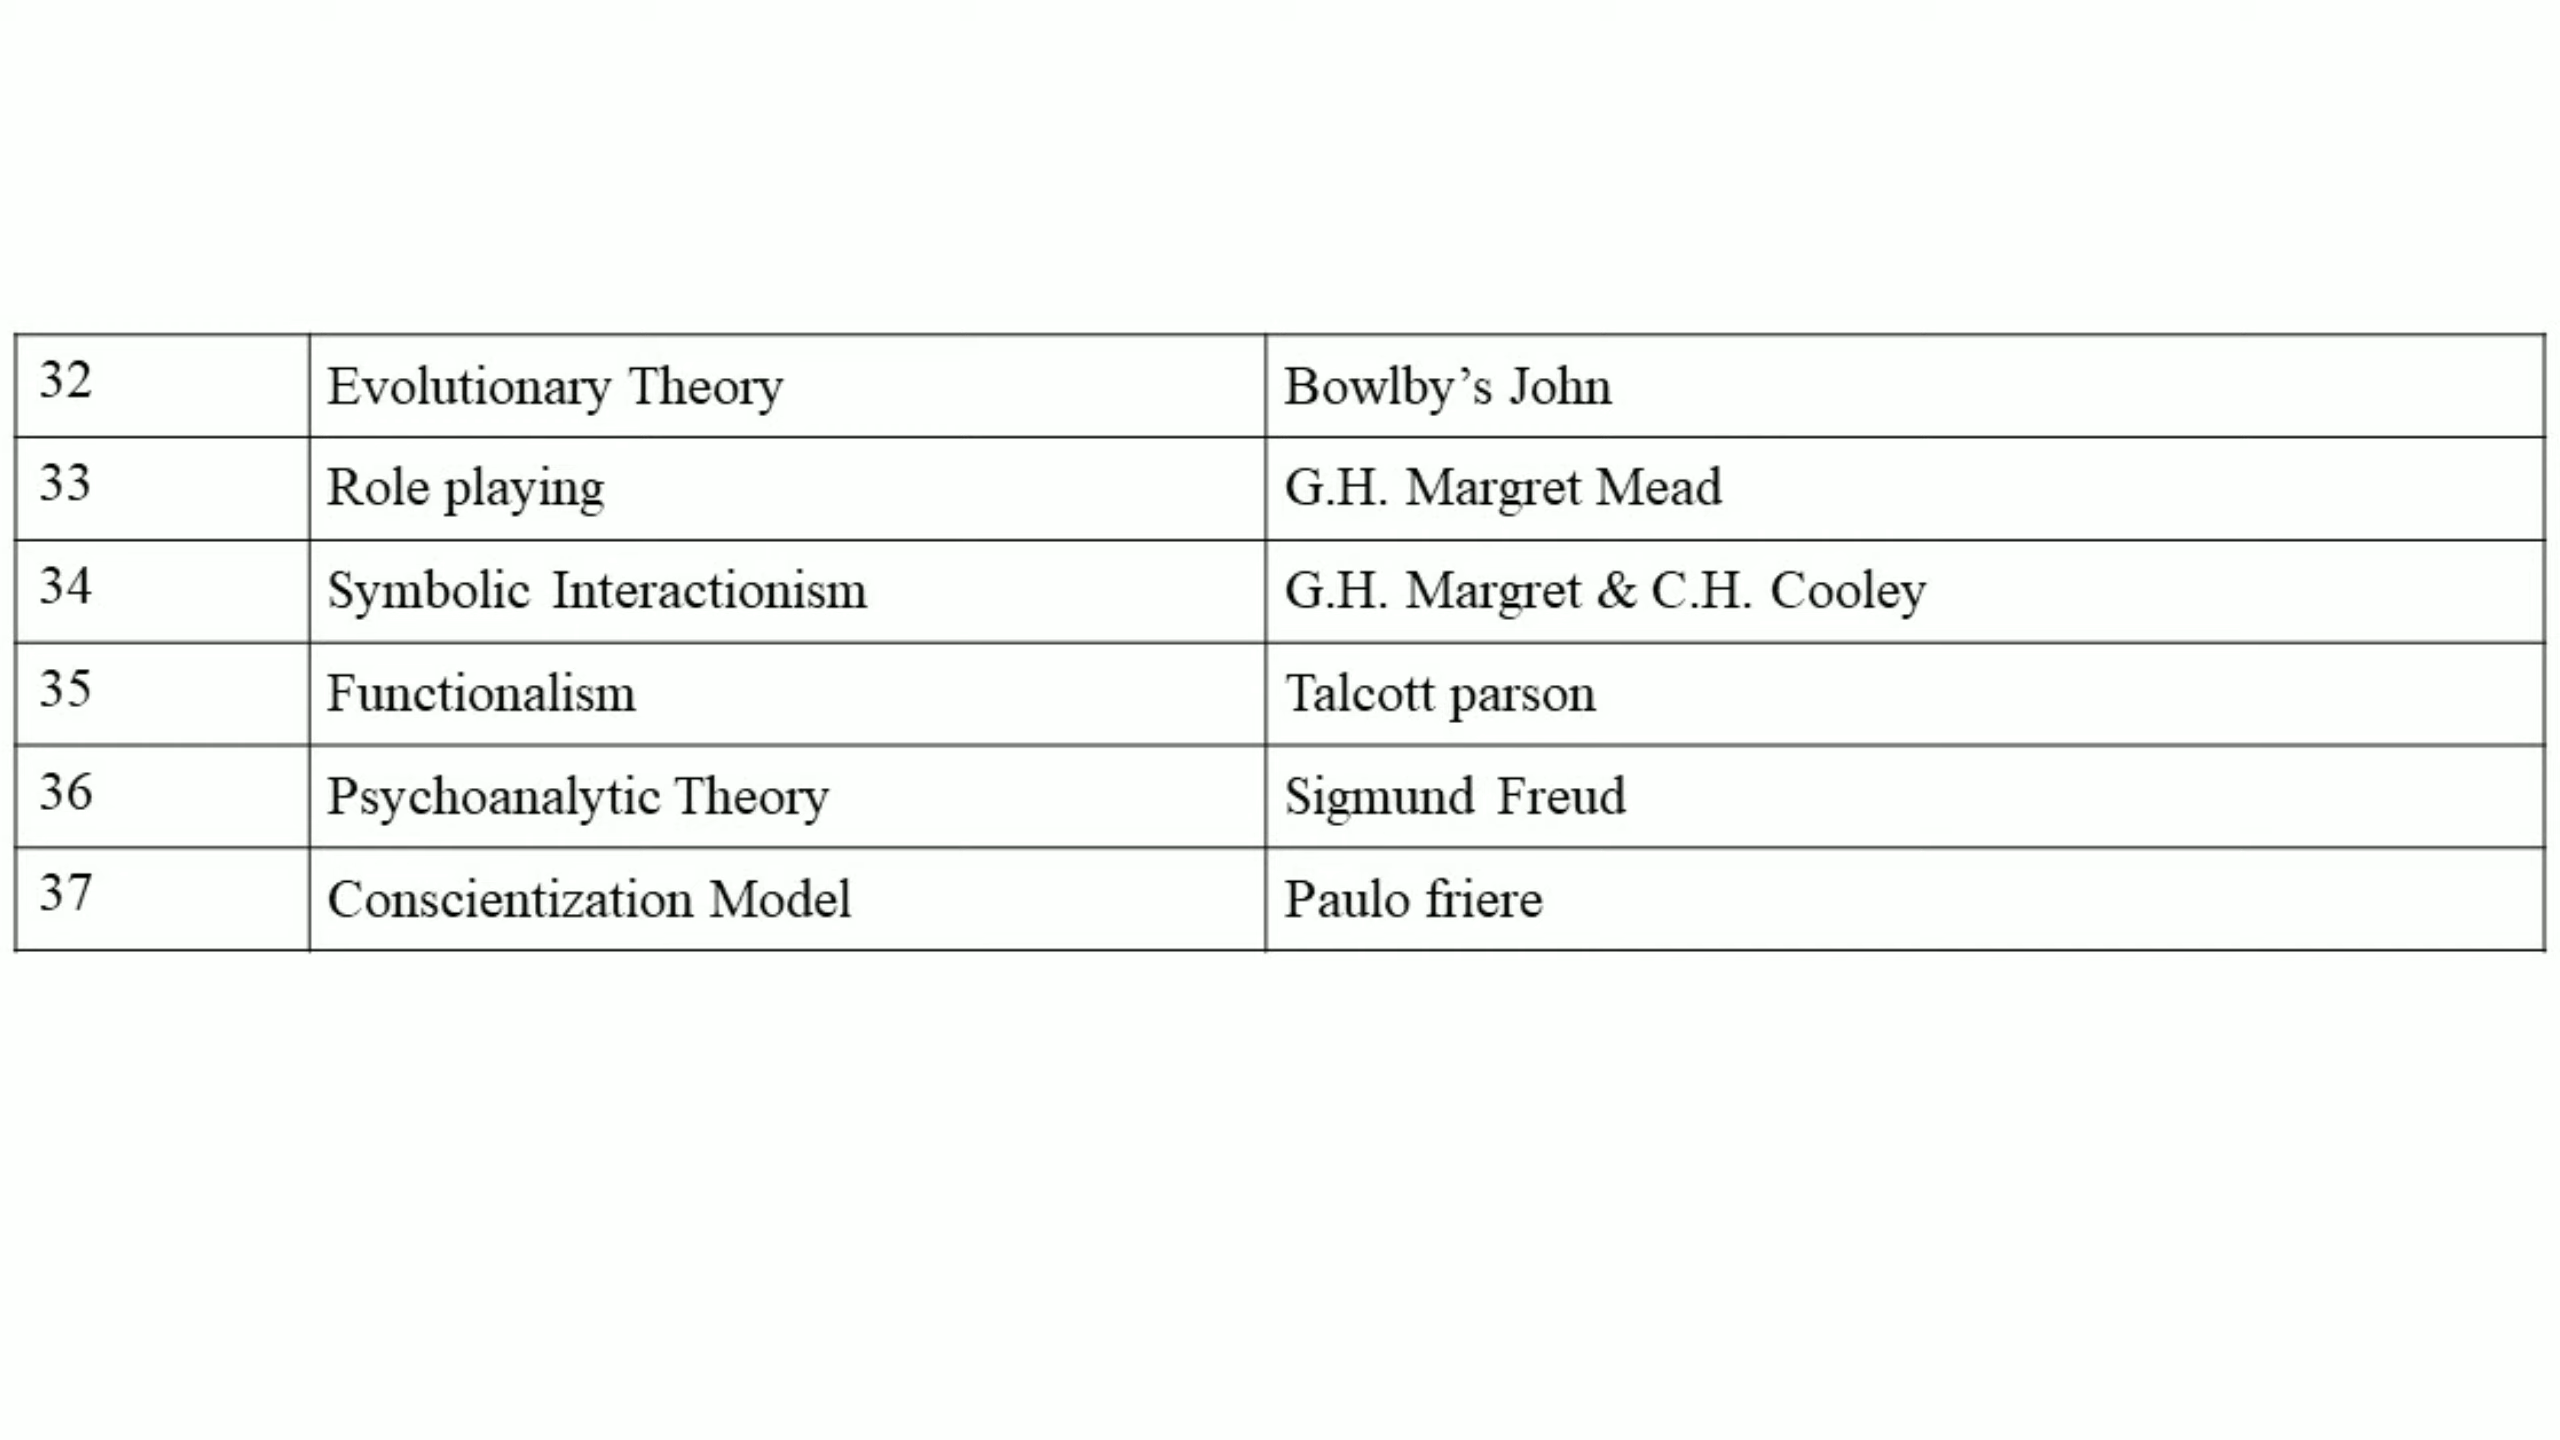 32 Evolutionary Theory Bowlby’s John
33 Role playing G.H. Margret Mead
34 Symbolic Interactionism G.H. Margret & C.H. Cooley
35 Functionalism Talcott parson
36 Psychoanalytic Theory Sigmund Freud
37 Conscientization Model Paulo friere